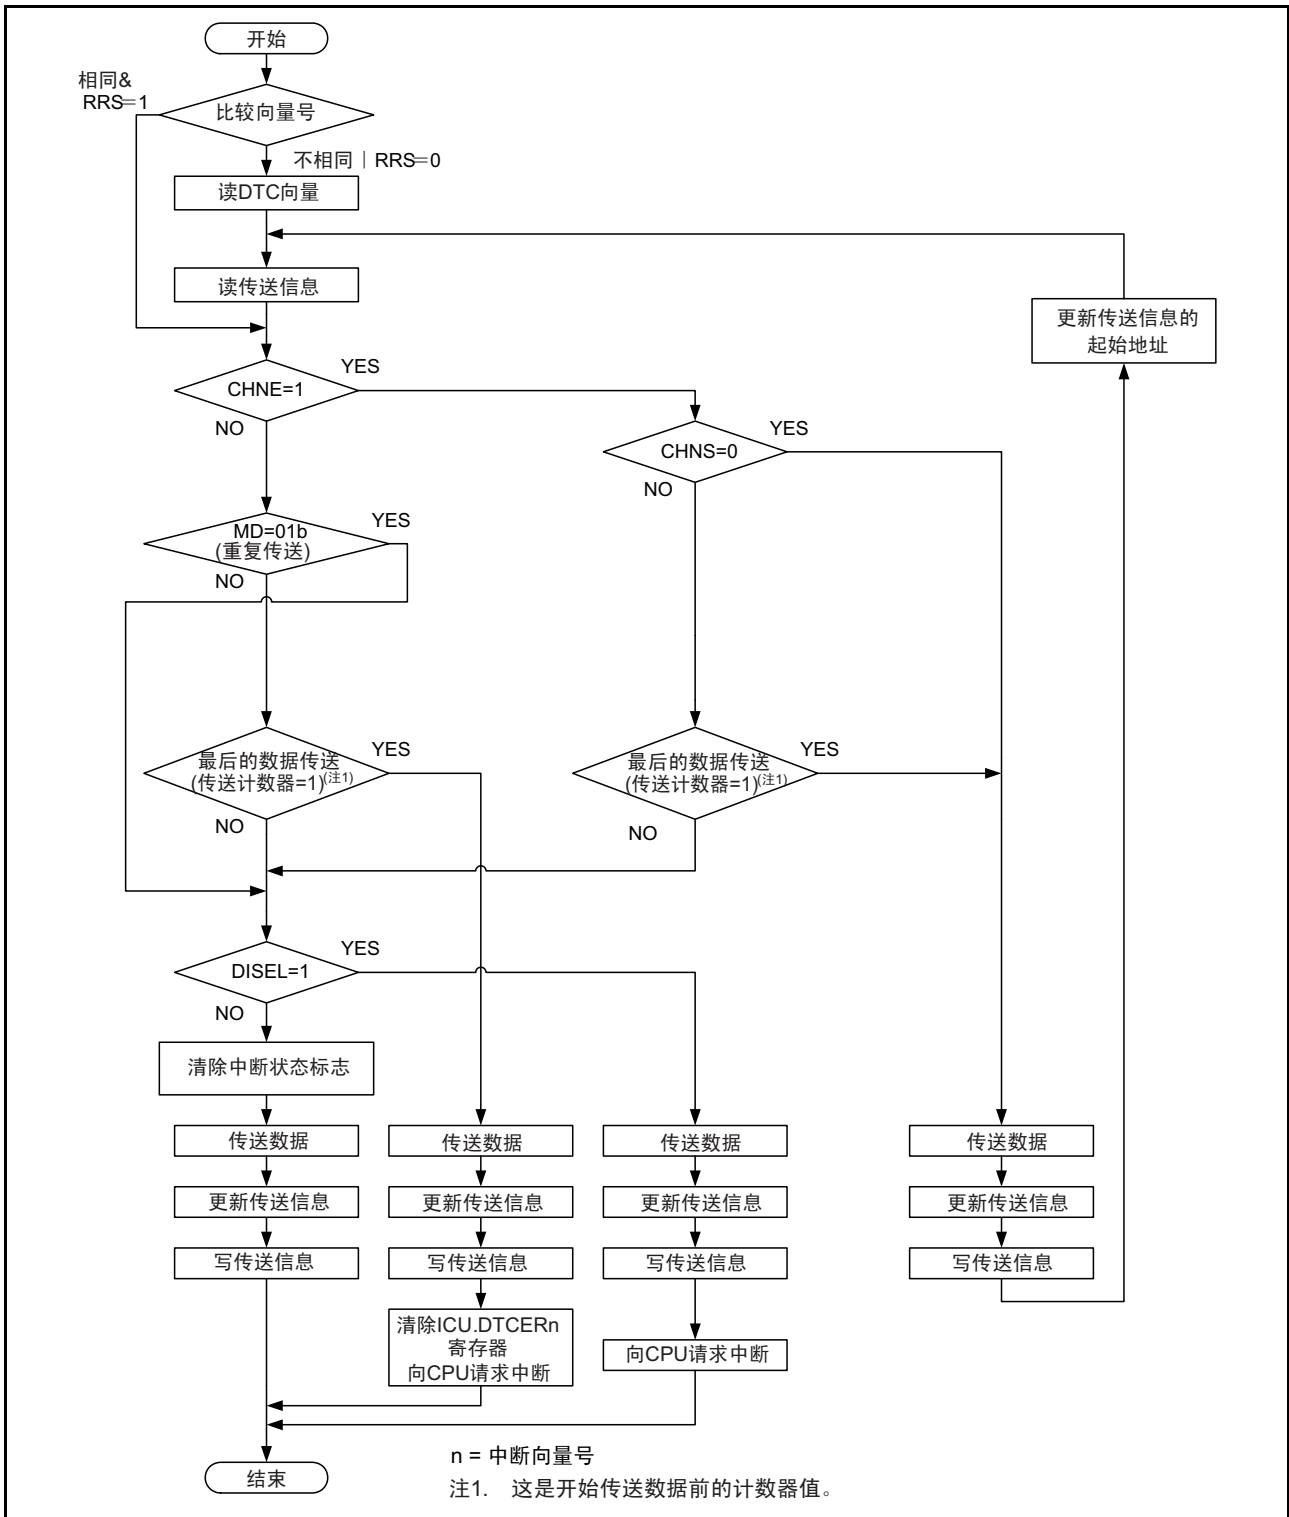 开始
相同&
RRS=1
比较向量号
不相同｜RRS=0
读DTC向量
读传送信息
更新传送信息的
起始地址
CHNE=1
YES
NO
CHNS=0
YES
NO
MD=01b
(重复传送)
YES
NO
最后的数据传送
(传送计数器=1)(注1)
YES
NO
最后的数据传送
(传送计数器=1)(注1)
YES
NO
DISEL=1
YES
NO
清除中断状态标志
传送数据
传送数据
传送数据
传送数据
更新传送信息
更新传送信息
更新传送信息
更新传送信息
写传送信息
写传送信息
写传送信息
写传送信息
清除ICU.DTCERn
寄存器
向CPU请求中断
向CPU请求中断
结束
n = 中断向量号
注1. 这是开始传送数据前的计数器值。